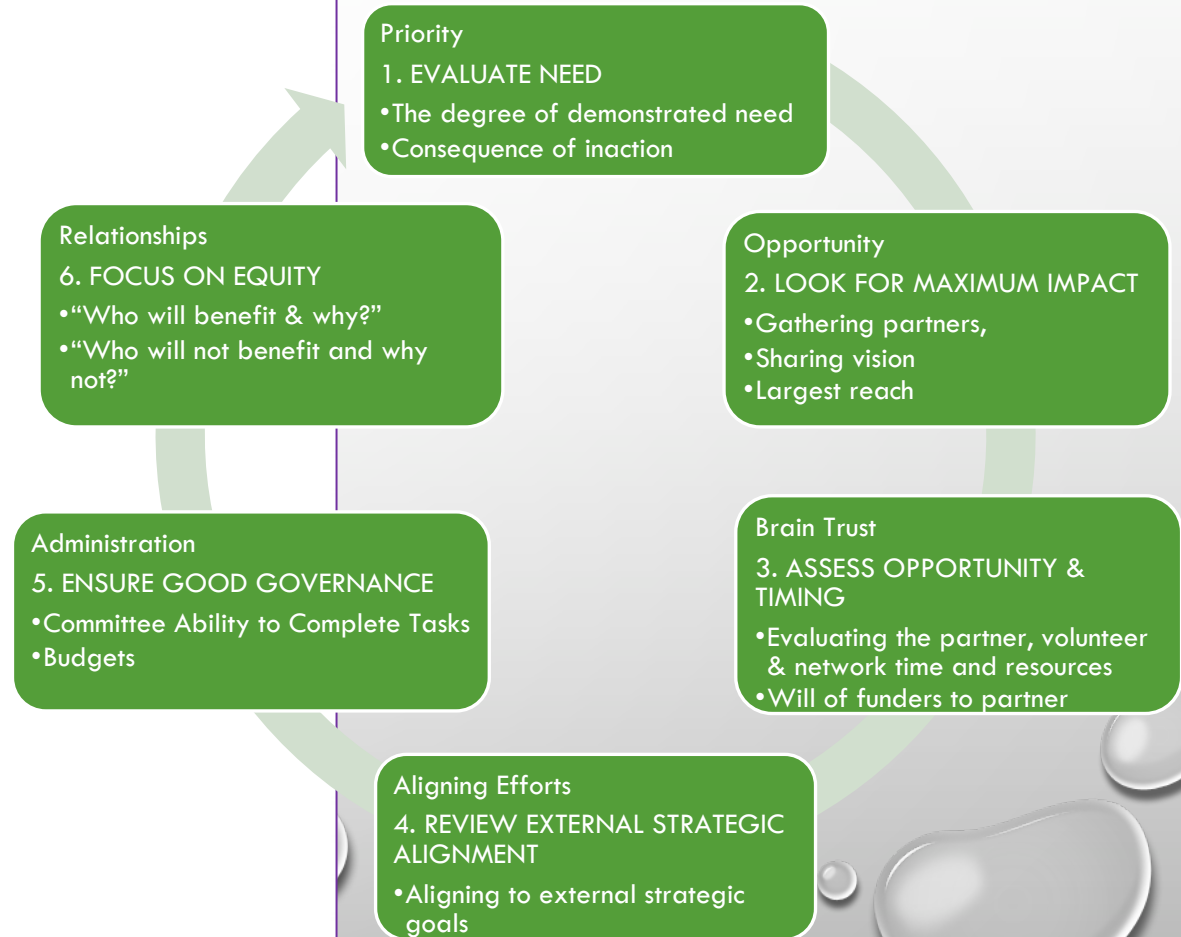 Priority
1. EVALUATE NEED
•The degree of demonstrated need
•Consequence of inaction
Opportunity
2. LOOK FOR MAXIMUM IMPACT
•Gathering partners,
•Sharing vision
•Largest reach
Brain Trust
3. ASSESS OPPORTUNITY &
TIMING
•Evaluating the partner, volunteer
& network time and resources
•Will of funders to partner
Aligning Efforts
4. REVIEW EXTERNAL STRATEGIC
ALIGNMENT
•Aligning to external strategic
goals
Administration
5. ENSURE GOOD GOVERNANCE
•Committee Ability to Complete Tasks
•Budgets
Relationships
6. FOCUS ON EQUITY
•“Who will benefit & why?”
•“Who will not benefit and why
not?”